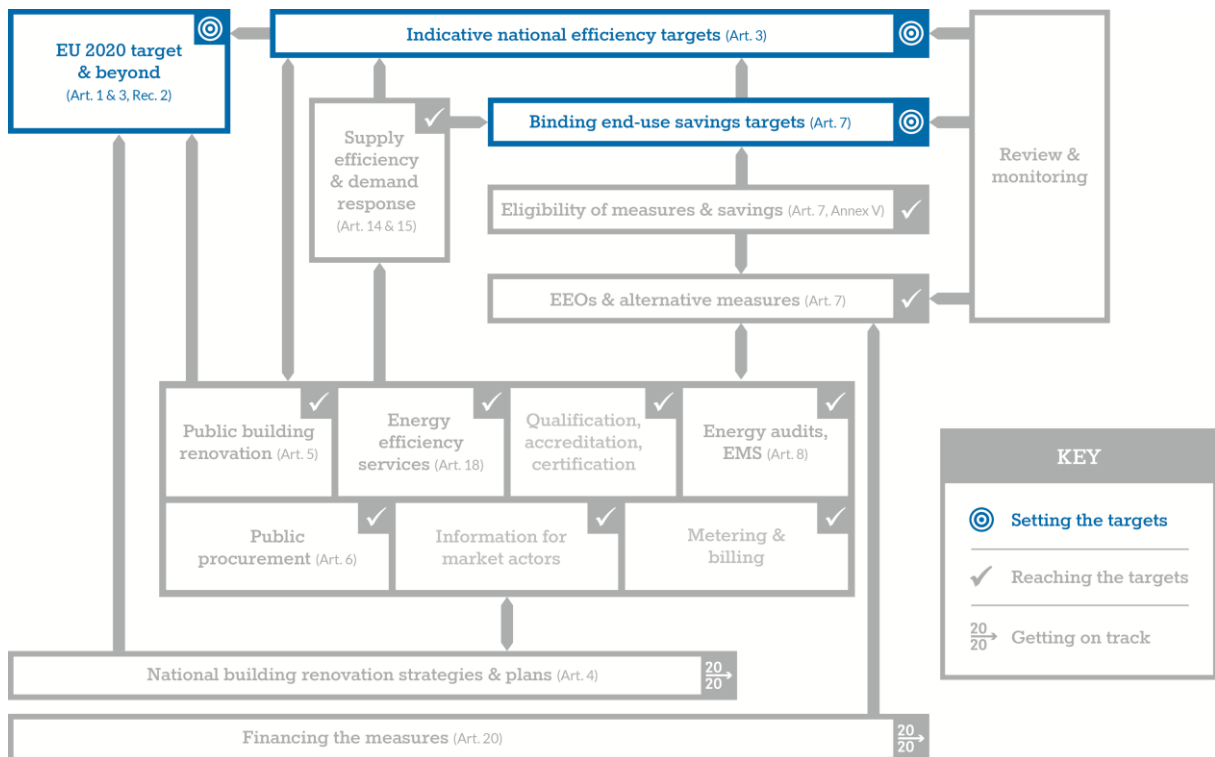 EU 2020 target
& beyond
(Art. 1 & 3, Rec. 2)
Indicative national efficiency targets (Art. 3)
Supply
efficiency
& demand
response
(Art. 14 & 15)
Binding end-use savings targets (Art. 7)
Review &
monitoring
Eligibility of measures & savings (Art. 7, Annex V)
EEOs & alternative measures (Art. 7)
Public building
renovation (Art. 5)
Energy
efficiency
services (Art. 18)
Qualification,
accreditation,
certification
Energy audits,
EMS (Art. 8)
Public
procurement (Art. 6)
Information for
market actors
Metering &
billing
National building renovation strategies & plans (Art. 4)
20
20
Financing the measures (Art. 20)
20
20
KEY
Setting the targets
Reaching the targets
20
20
Getting on track